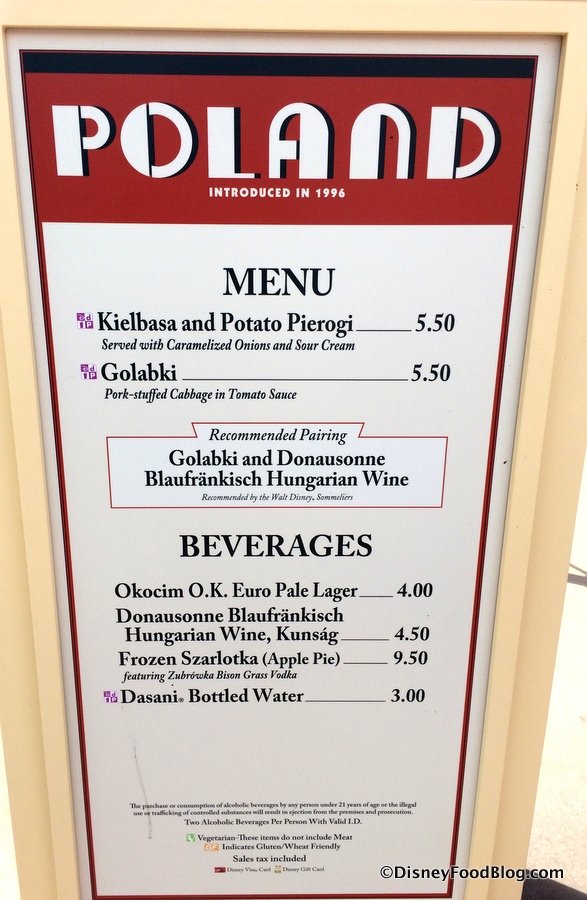 POLAND
INTRODUCED IN 1996
MENU
Kielbasa and Potato Pierogi 5.50
Served with Caramelized Onions and Sour Cream
Golabki 5.50
Pork-stuffed Cabbage in Tomato Sauce
Recommended Pairing
Golabki and Donausonne
Blaufränkisch Hungarian Wine
Recommended by the Walt Disney® Sommeliers
BEVERAGES
Okocim O.K. Euro Pale Lager 4.00
Donausonne Blaufränkisch
Hungarian Wine, Kunság 4.50
Frozen Szarlotka (Apple Pie) 9.50
featuring Zubrówka Bison Grass Vodka
Dasani® Bottled Water 3.00
The purchase or consumption of alcoholic beverages by any person under 21 years of age or the illegal
use or trafficking of controlled substances will result in ejection from the premises and prosecution.
Two Alcoholic Beverages Per Person With Valid I.D.
V Vegetarian-These items do not include Meat
GF Indicates Gluten/Wheat Friendly
Sales tax included
Disney Visa® Card Disney Gift Card
©DisneyFoodBlog.com